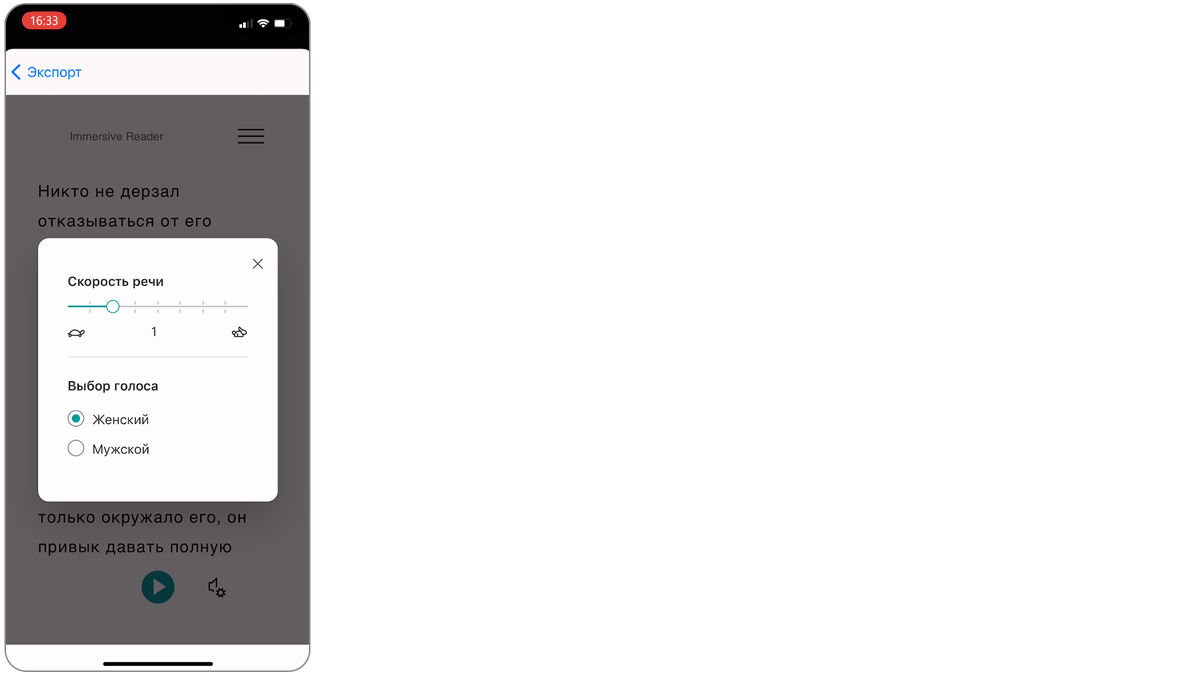 16:33
Экспорт
Immersive Reader
Никто не дерзал
отказываться от его
Скорость речи
1
Выбор голоса
Женский
Мужской
только окружало его, он
привык давать полную